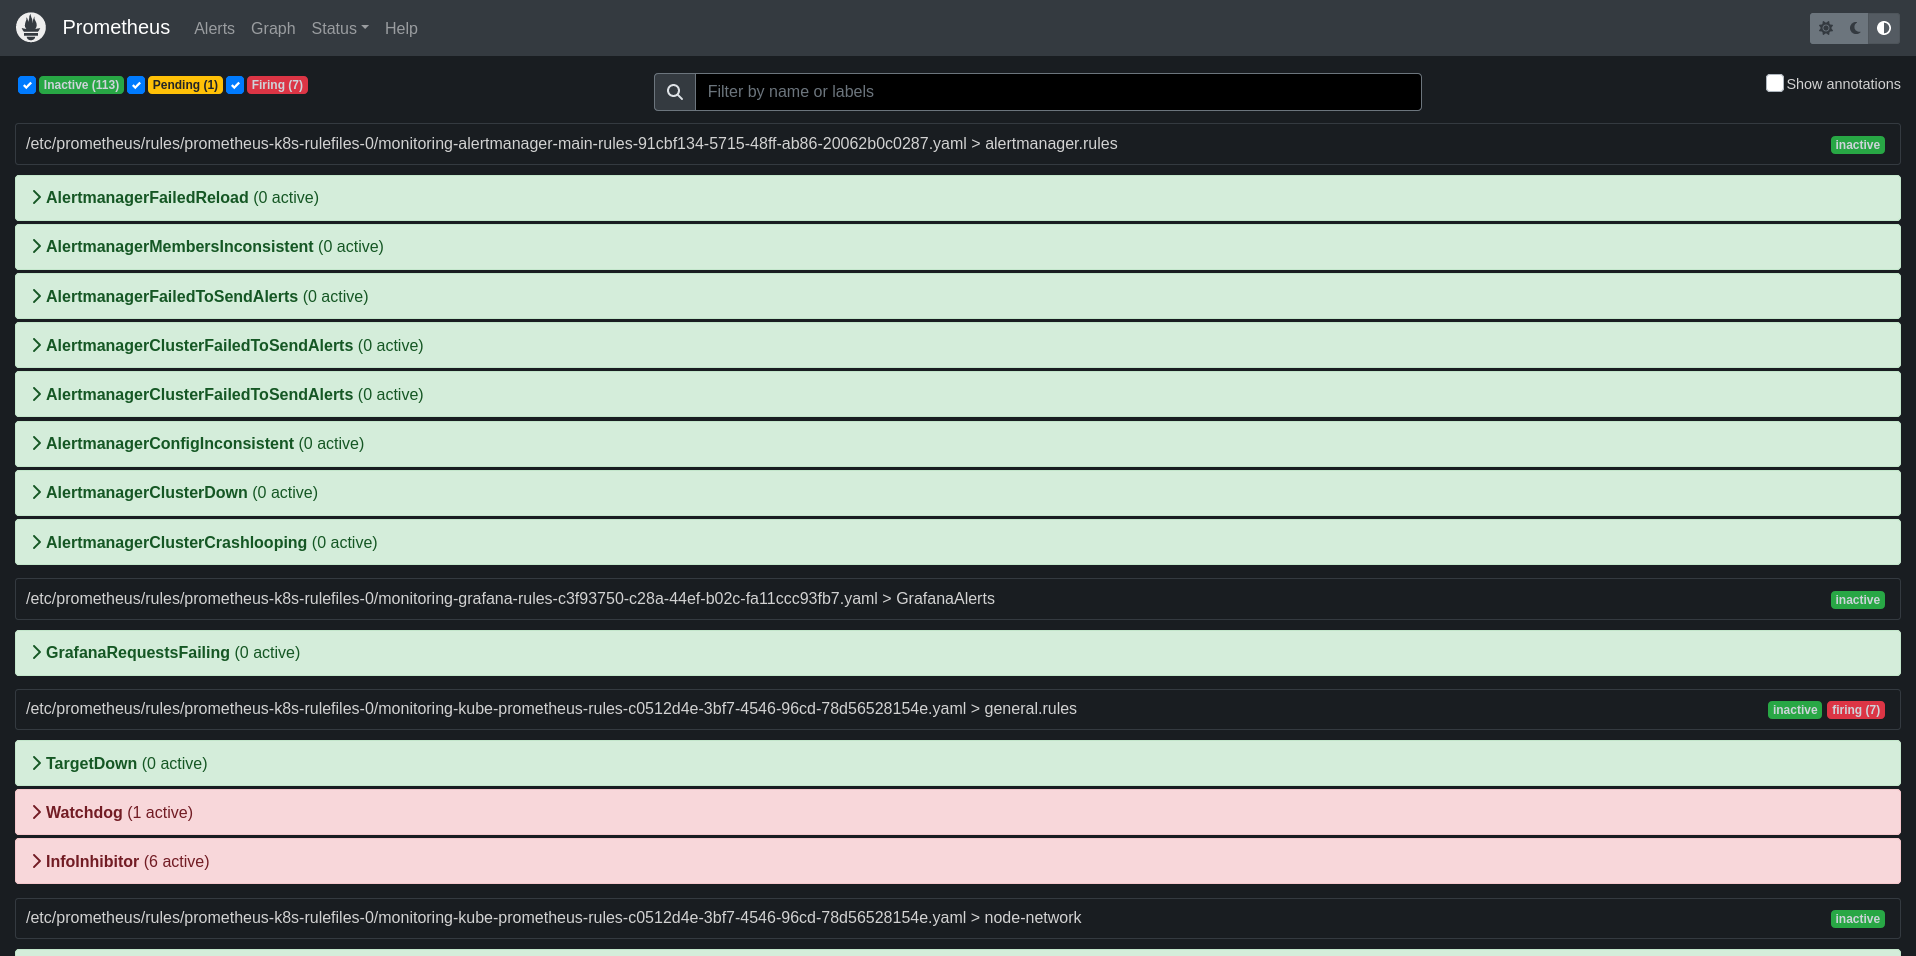 Prometheus Alerts Graph Status Help
Inactive (113) Pending (1) Firing (7) Filter by name or labels Show annotations
/etc/prometheus/rules/prometheus-k8s-rulefiles-0/monitoring-alertmanager-main-rules-91cbf134-5715-48ff-ab86-20062b0c0287.yaml > alertmanager.rules inactive
AlertmanagerFailedReload (0 active)
AlertmanagerMembersInconsistent (0 active)
AlertmanagerFailedToSendAlerts (0 active)
AlertmanagerClusterFailedToSendAlerts (0 active)
AlertmanagerClusterFailedToSendAlerts (0 active)
AlertmanagerConfigInconsistent (0 active)
AlertmanagerClusterDown (0 active)
AlertmanagerClusterCrashlooping (0 active)
/etc/prometheus/rules/prometheus-k8s-rulefiles-0/monitoring-grafana-rules-c3f93750-c28a-44ef-b02c-fa11ccc93fb7.yaml > GrafanaAlerts inactive
GrafanaRequestsFailing (0 active)
/etc/prometheus/rules/prometheus-k8s-rulefiles-0/monitoring-kube-prometheus-rules-c0512d4e-3bf7-4546-96cd-78d56528154e.yaml > general.rules inactive firing (7)
TargetDown (0 active)
Watchdog (1 active)
InfoInhibitor (6 active)
/etc/prometheus/rules/prometheus-k8s-rulefiles-0/monitoring-kube-prometheus-rules-c0512d4e-3bf7-4546-96cd-78d56528154e.yaml > node-network inactive